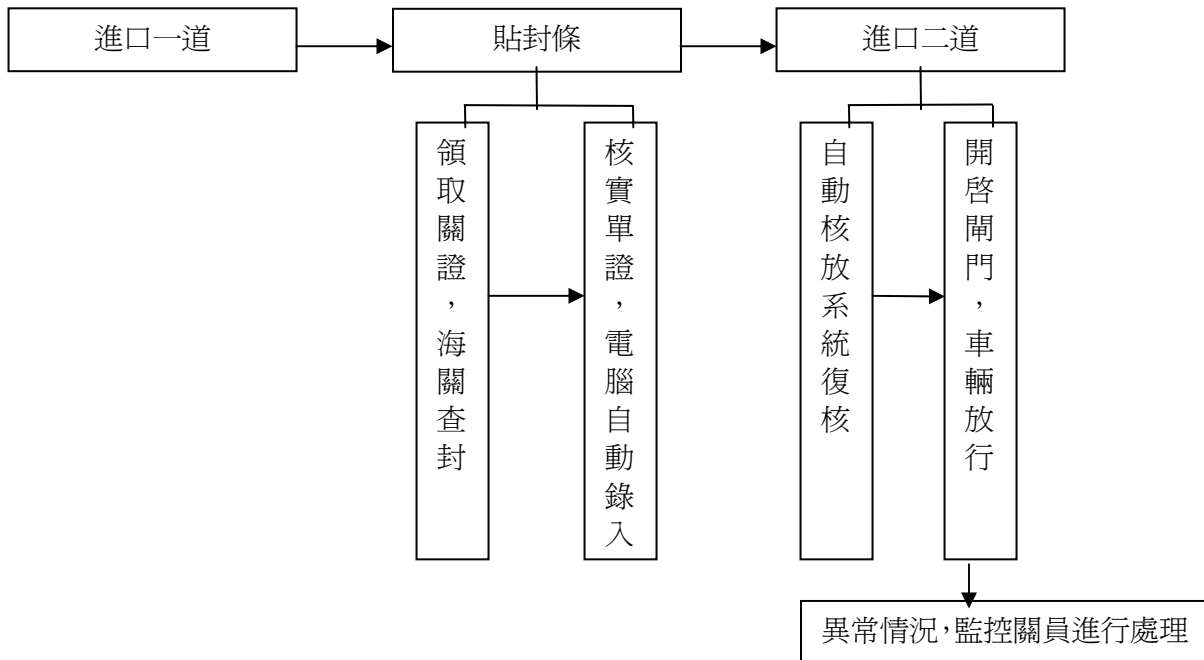 進口一道
貼封條
進口二道
領取關證，海關查封
核實單證，電腦自動錄入
自動核放系統復核
開啓閘門，車輛放行
異常情況，監控關員進行處理